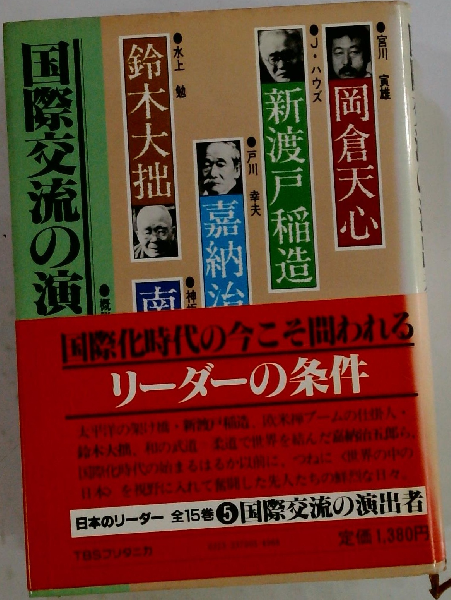 ●宮川 寅雄
岡倉天心
●J・ハウズ
新渡戸稲造
●戸川 幸夫
嘉納治
●水上 勉
鈴木大拙
南
国際交流の演
国際化時代の今こそ問われる
リーダーの条件
太平洋の架け橋・新渡戸稲造、欧米禅ブームの仕掛人・
鈴木大拙、和の武道・柔道で世界を結んだ嘉納治五郎ら、
国際化時代の始まるはるか以前に、つねに〈世界の中の
日本〉を視野に入れて奮闘した先人たちの鮮烈な日々。
日本のリーダー 全15巻 5 国際交流の演出者
TBSブリタニカ
定価1,380円